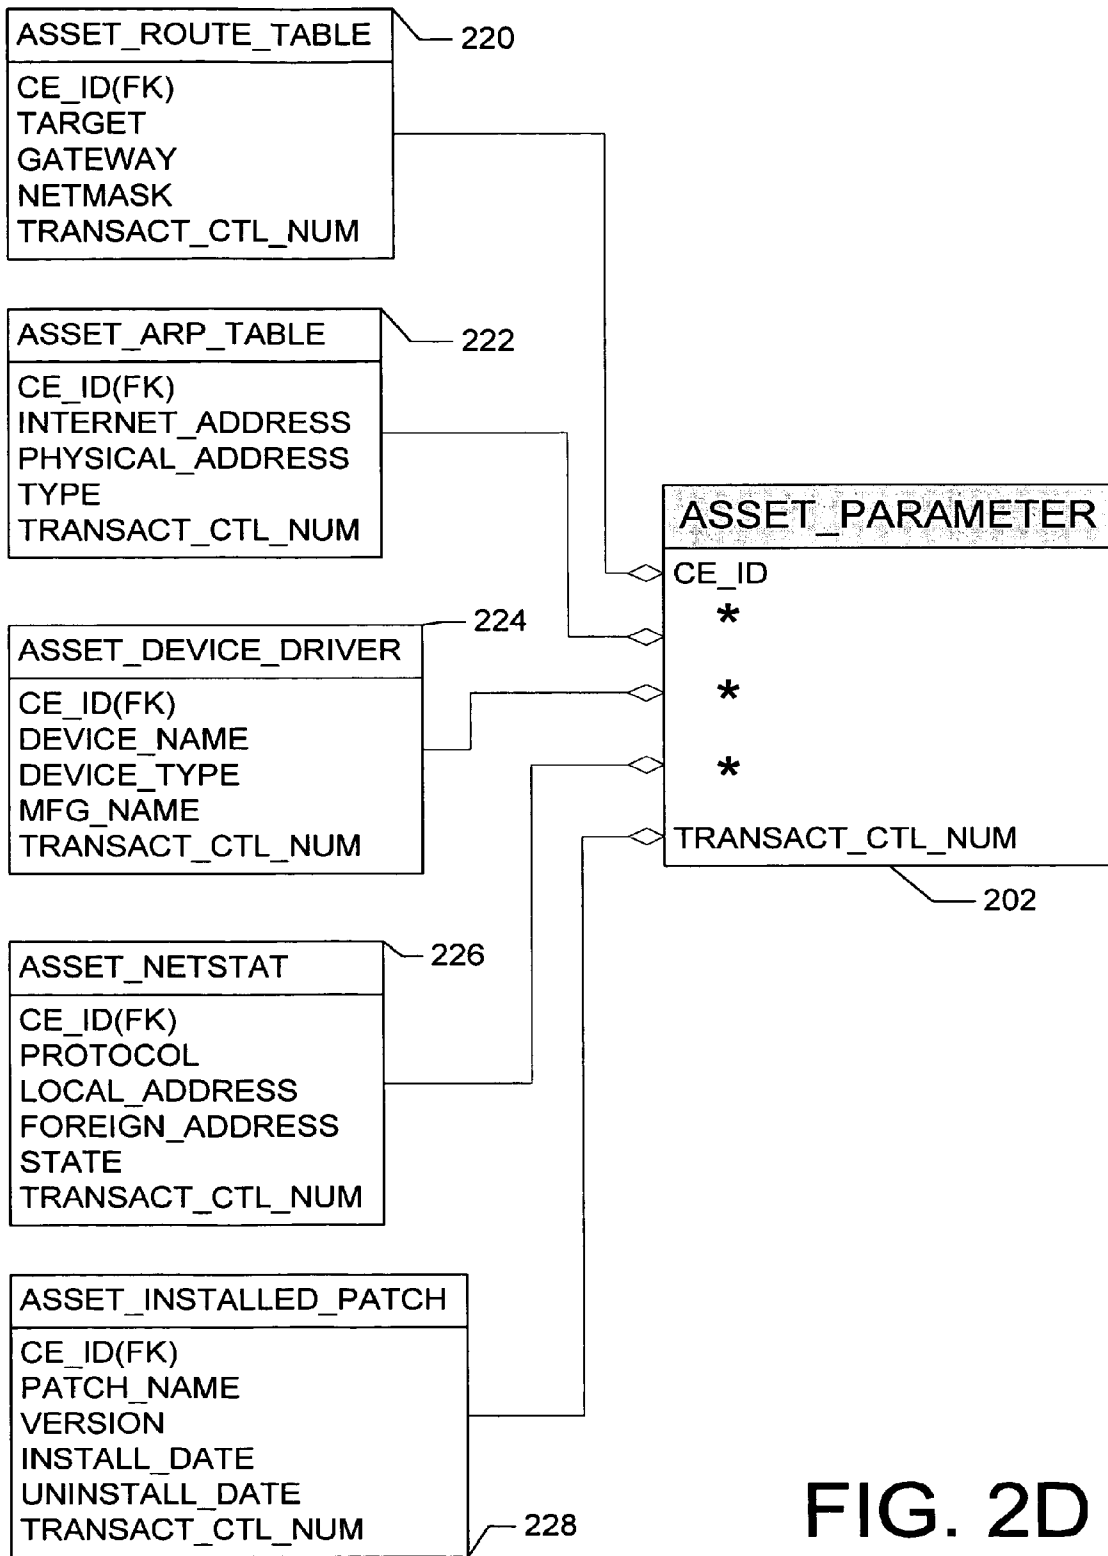 ASSET_ROUTE_TABLE
220
CE_ID(FK)
TARGET
GATEWAY
NETMASK
TRANSACT_CTL_NUM
ASSET_ARP_TABLE
222
CE_ID(FK)
INTERNET_ADDRESS
PHYSICAL_ADDRESS
TYPE
TRANSACT_CTL_NUM
ASSET_DEVICE_DRIVER
224
CE_ID(FK)
DEVICE_NAME
DEVICE_TYPE
MFG_NAME
TRANSACT_CTL_NUM
ASSET_NETSTAT
226
CE_ID(FK)
PROTOCOL
LOCAL_ADDRESS
FOREIGN_ADDRESS
STATE
TRANSACT_CTL_NUM
ASSET_INSTALLED_PATCH
CE_ID(FK)
PATCH_NAME
VERSION
INSTALL_DATE
UNINSTALL_DATE
TRANSACT_CTL_NUM
228
ASSET_PARAMETER
CE_ID
*
*
*
TRANSACT_CTL_NUM
202
FIG. 2D